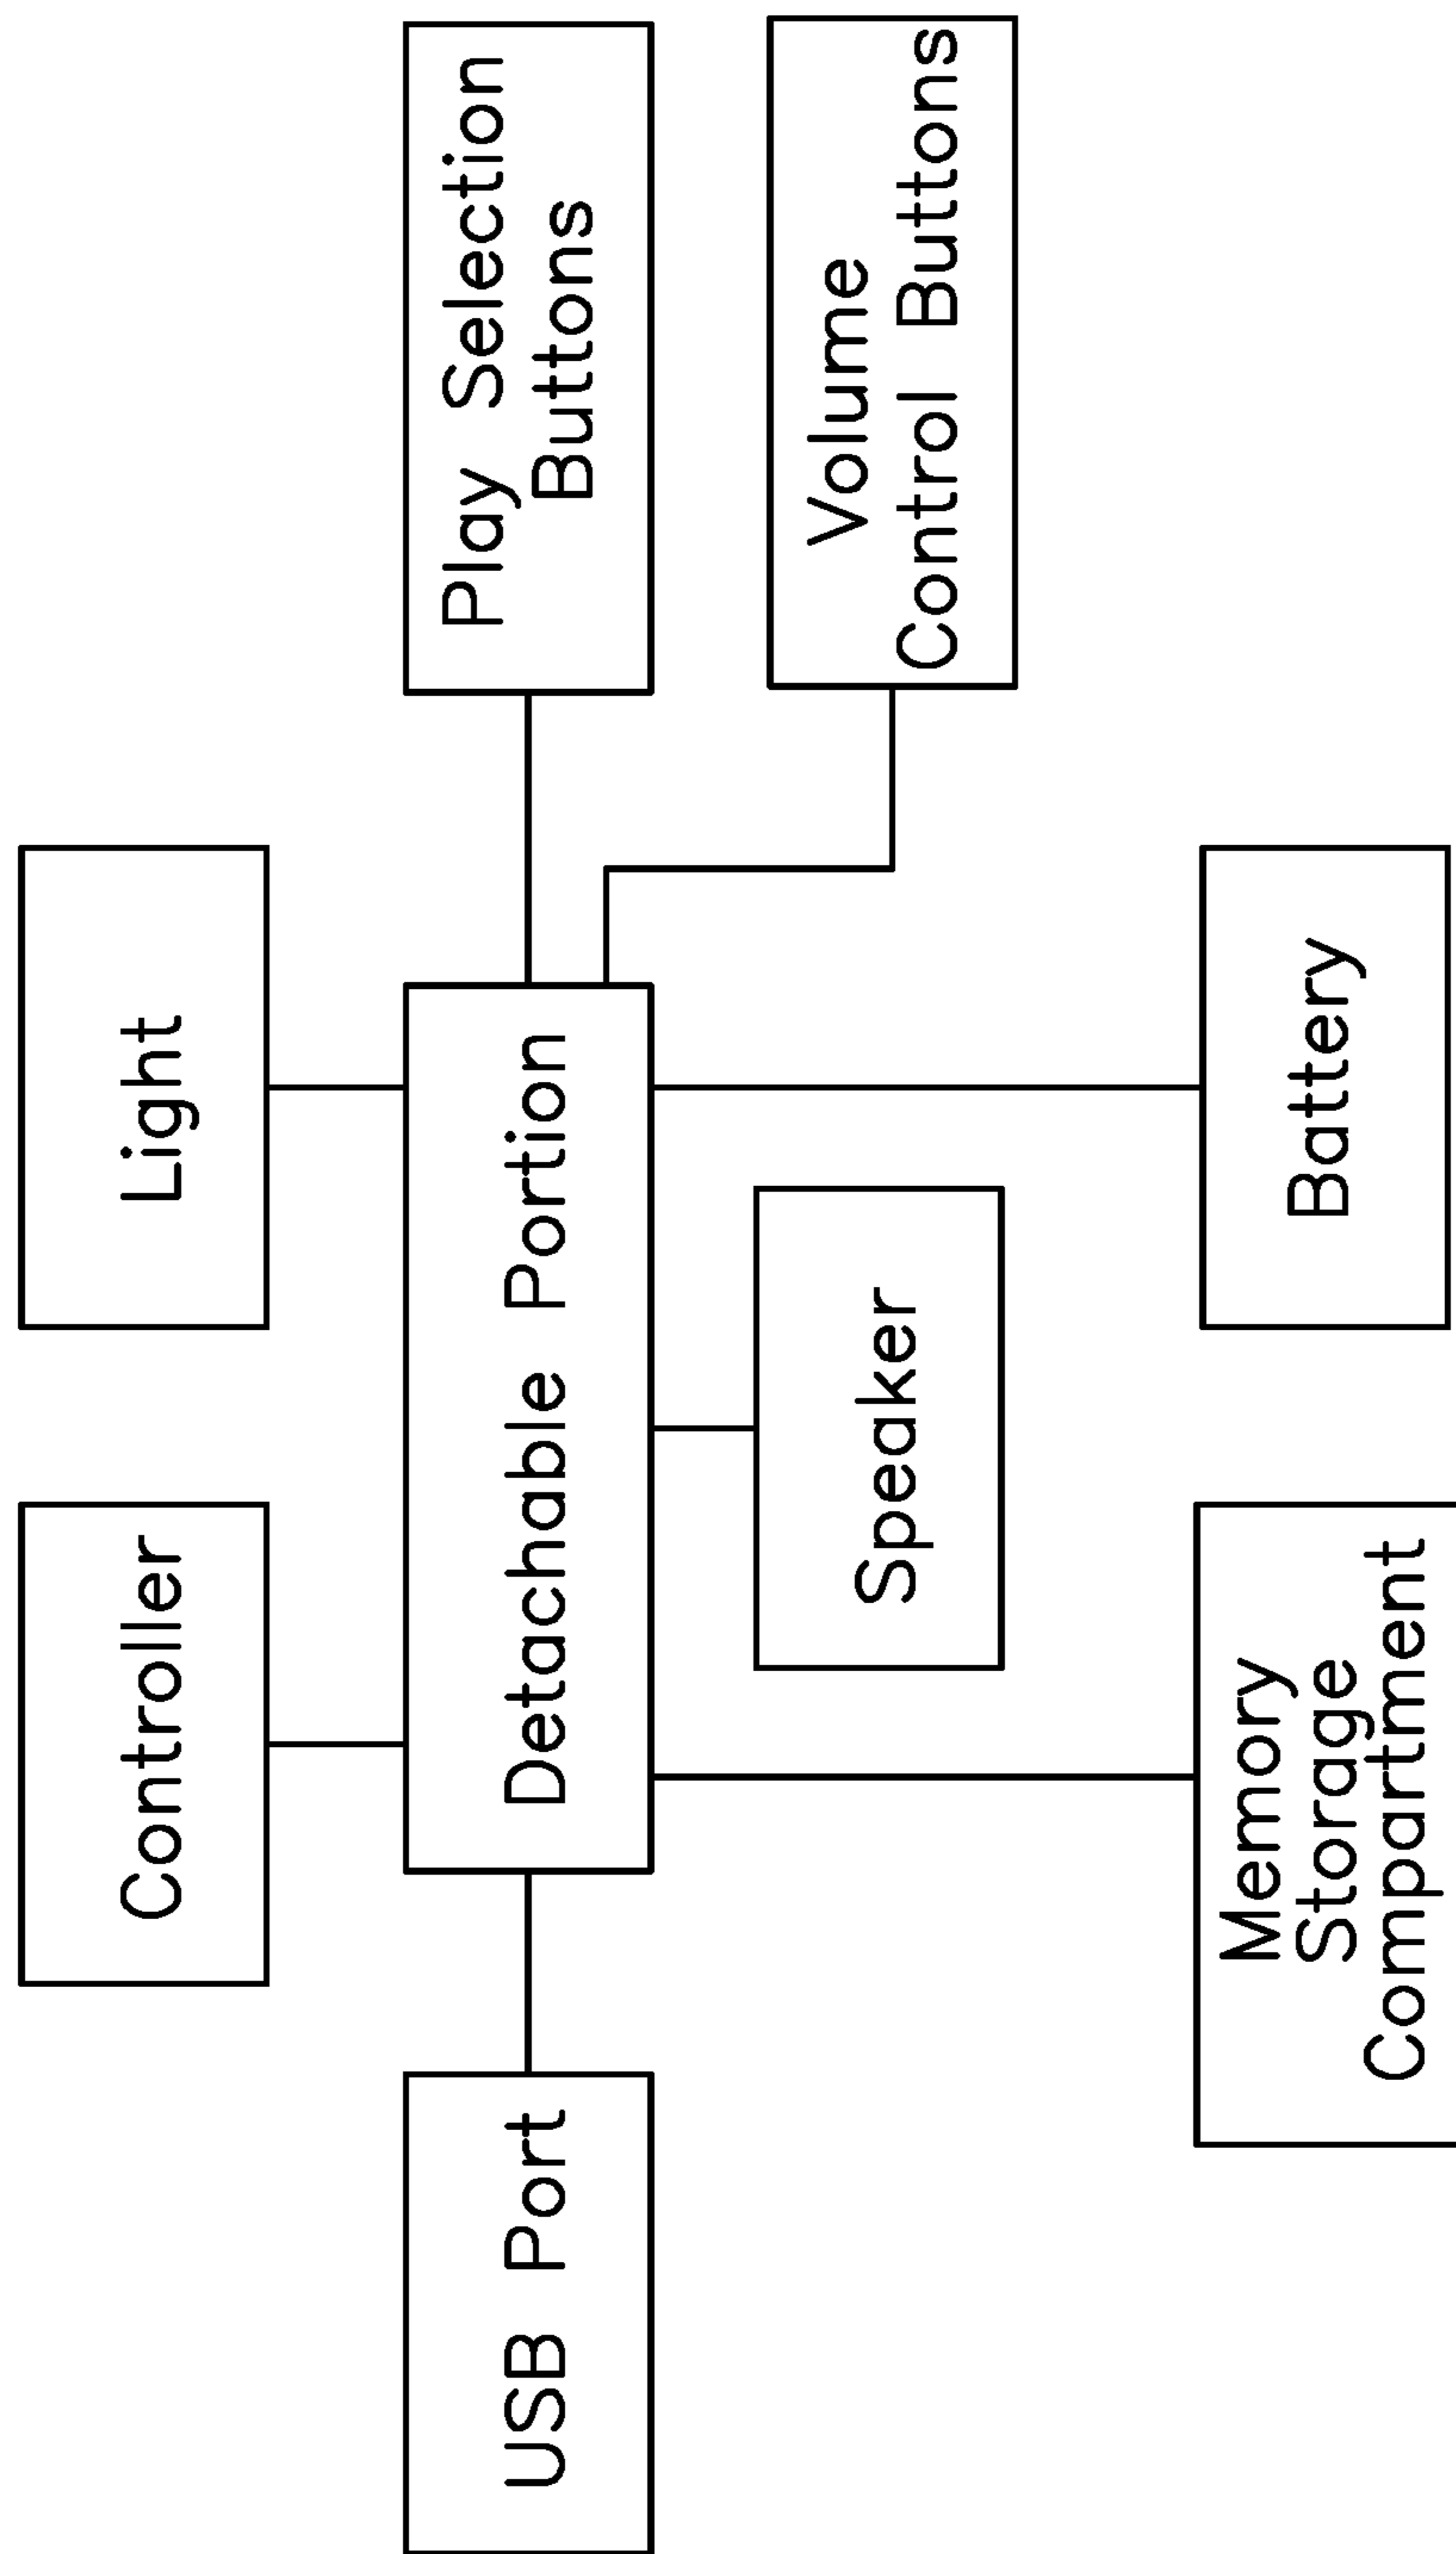 Controller
Light
USB Port
Detachable Portion
Play Selection
Buttons
Speaker
Volume
Control Buttons
Memory
Storage
Compartment
Battery